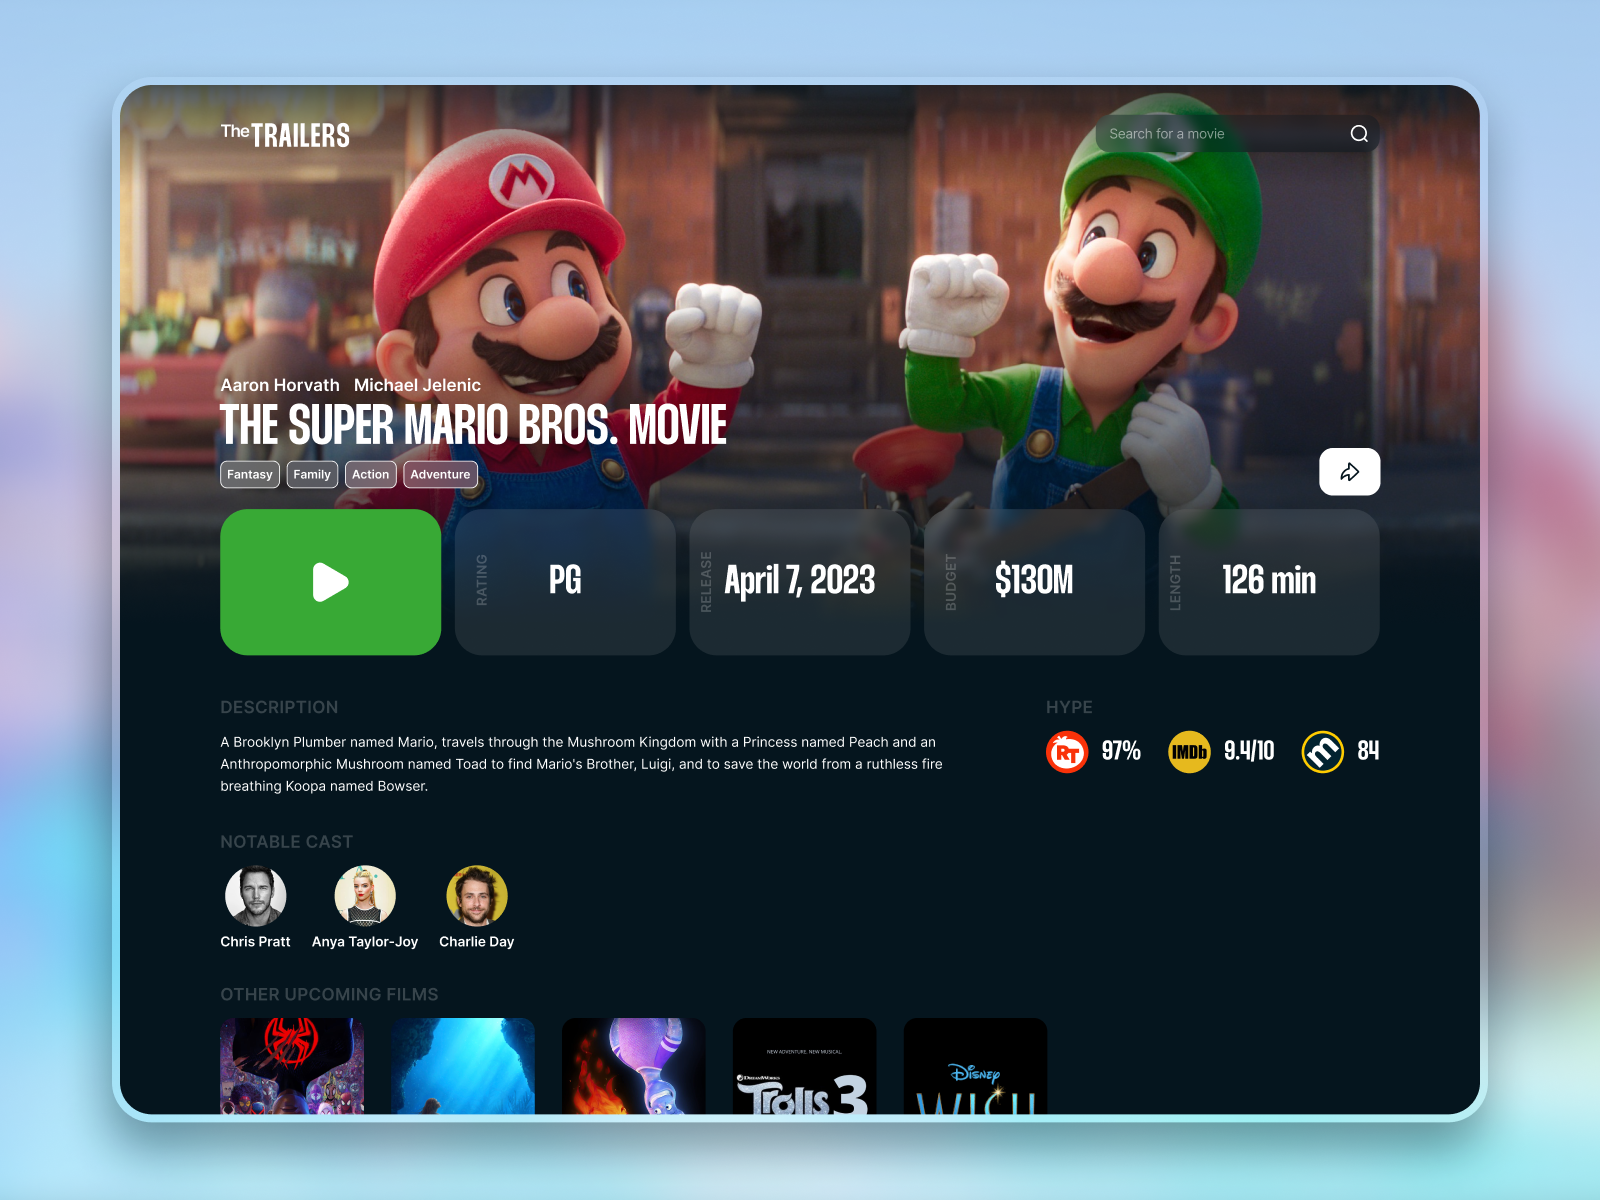 The TRAILERS
Search for a movie
GROCERY
Aaron Horvath Michael Jelenic
THE SUPER MARIO BROS. MOVIE
Fantasy Family Action Adventure
RATING PG
RELEASE April 7, 2023
BUDGET $130M
LENGTH 126 min
DESCRIPTION
A Brooklyn Plumber named Mario, travels through the Mushroom Kingdom with a Princess named Peach and an
Anthropomorphic Mushroom named Toad to find Mario's Brother, Luigi, and to save the world from a ruthless fire
breathing Koopa named Bowser.
HYPE
RT 97% IMDb 9.4/10 m 84
NOTABLE CAST
Chris Pratt Anya Taylor-Joy Charlie Day
OTHER UPCOMING FILMS
NEW ADVENTURE. NEW MUSICAL.
DREAMWORKS
Trolls 3
Disney
WISH